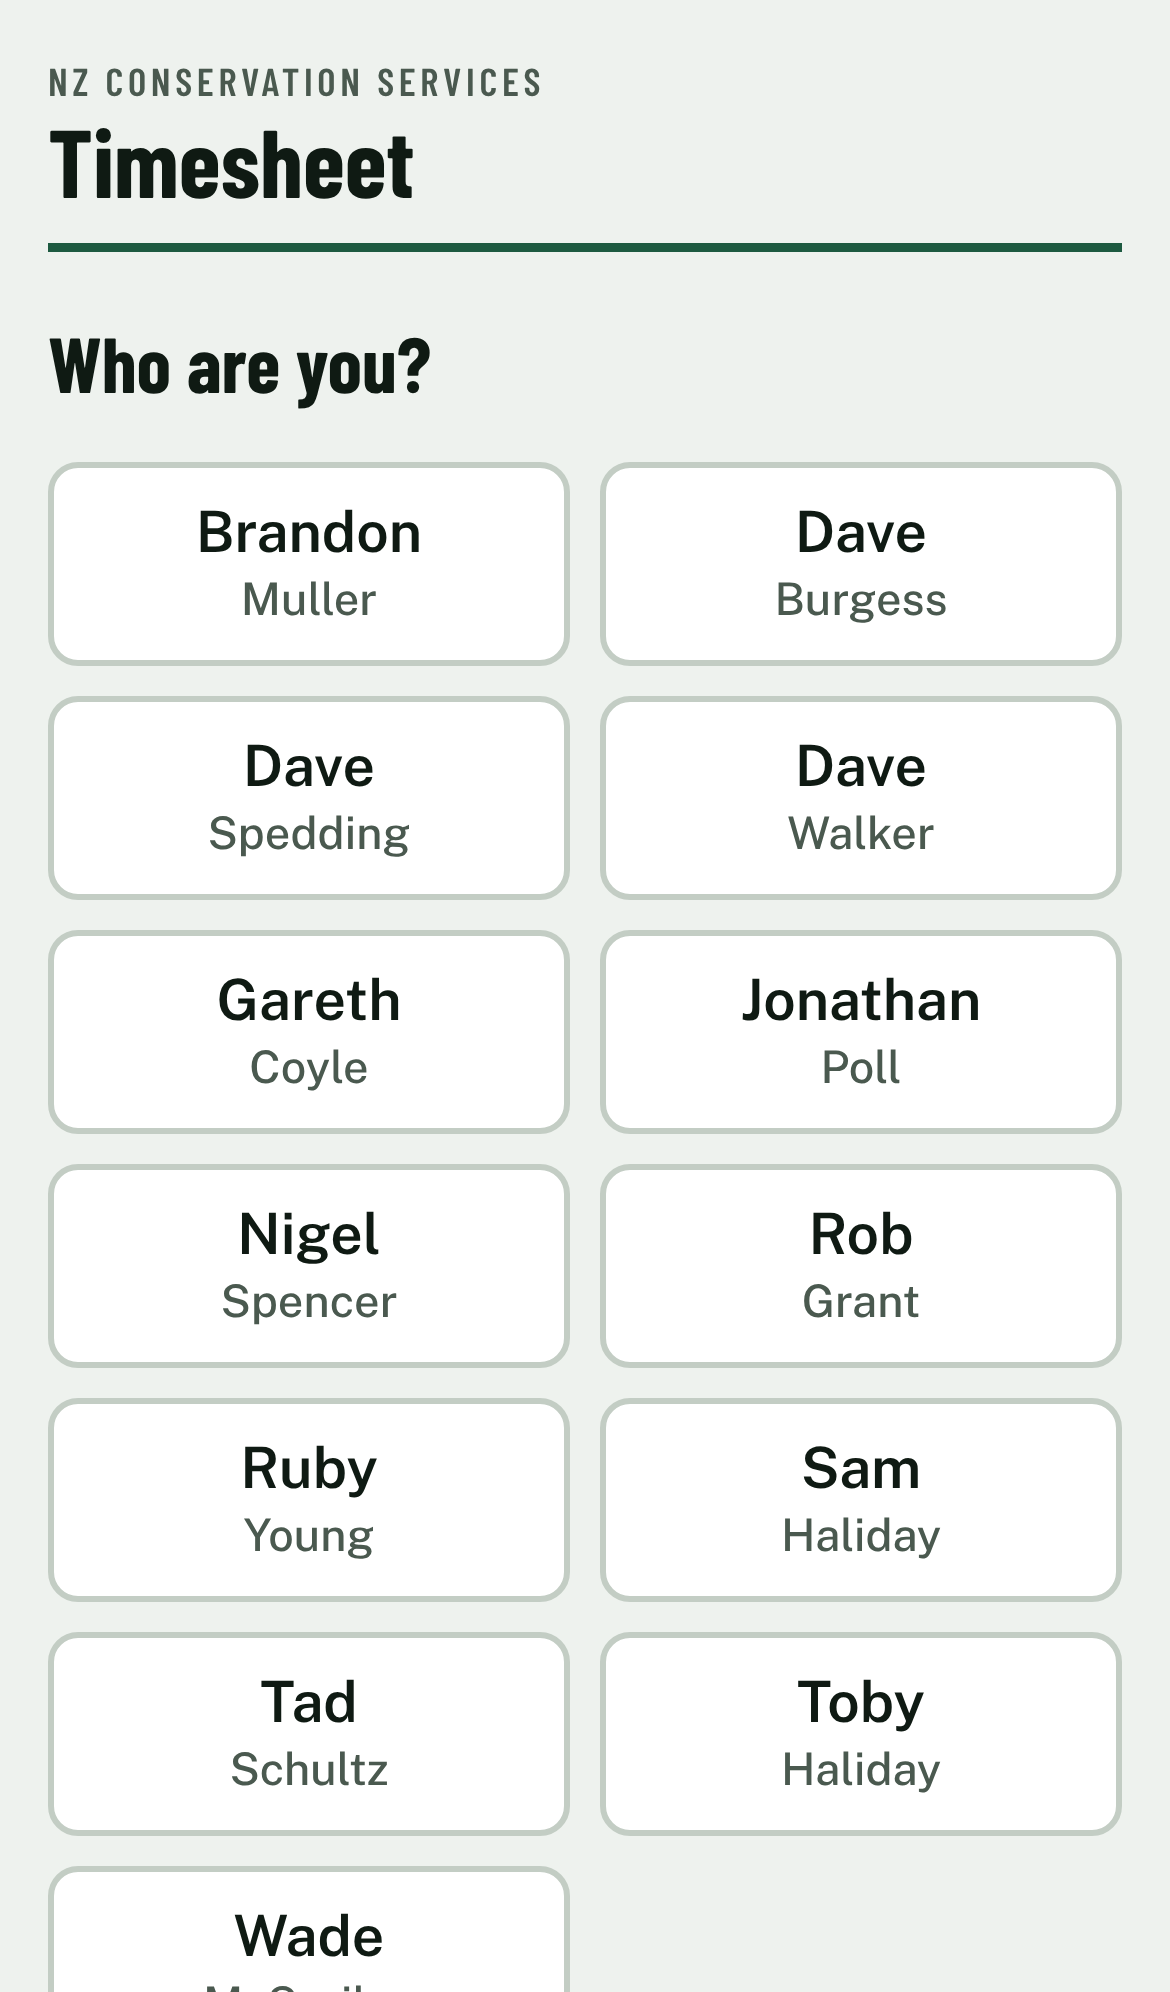 NZ CONSERVATION SERVICES
Timesheet
Who are you?
Brandon
Muller
Dave
Burgess
Dave
Spedding
Dave
Walker
Gareth
Coyle
Jonathan
Poll
Nigel
Spencer
Rob
Grant
Ruby
Young
Sam
Haliday
Tad
Schultz
Toby
Haliday
Wade